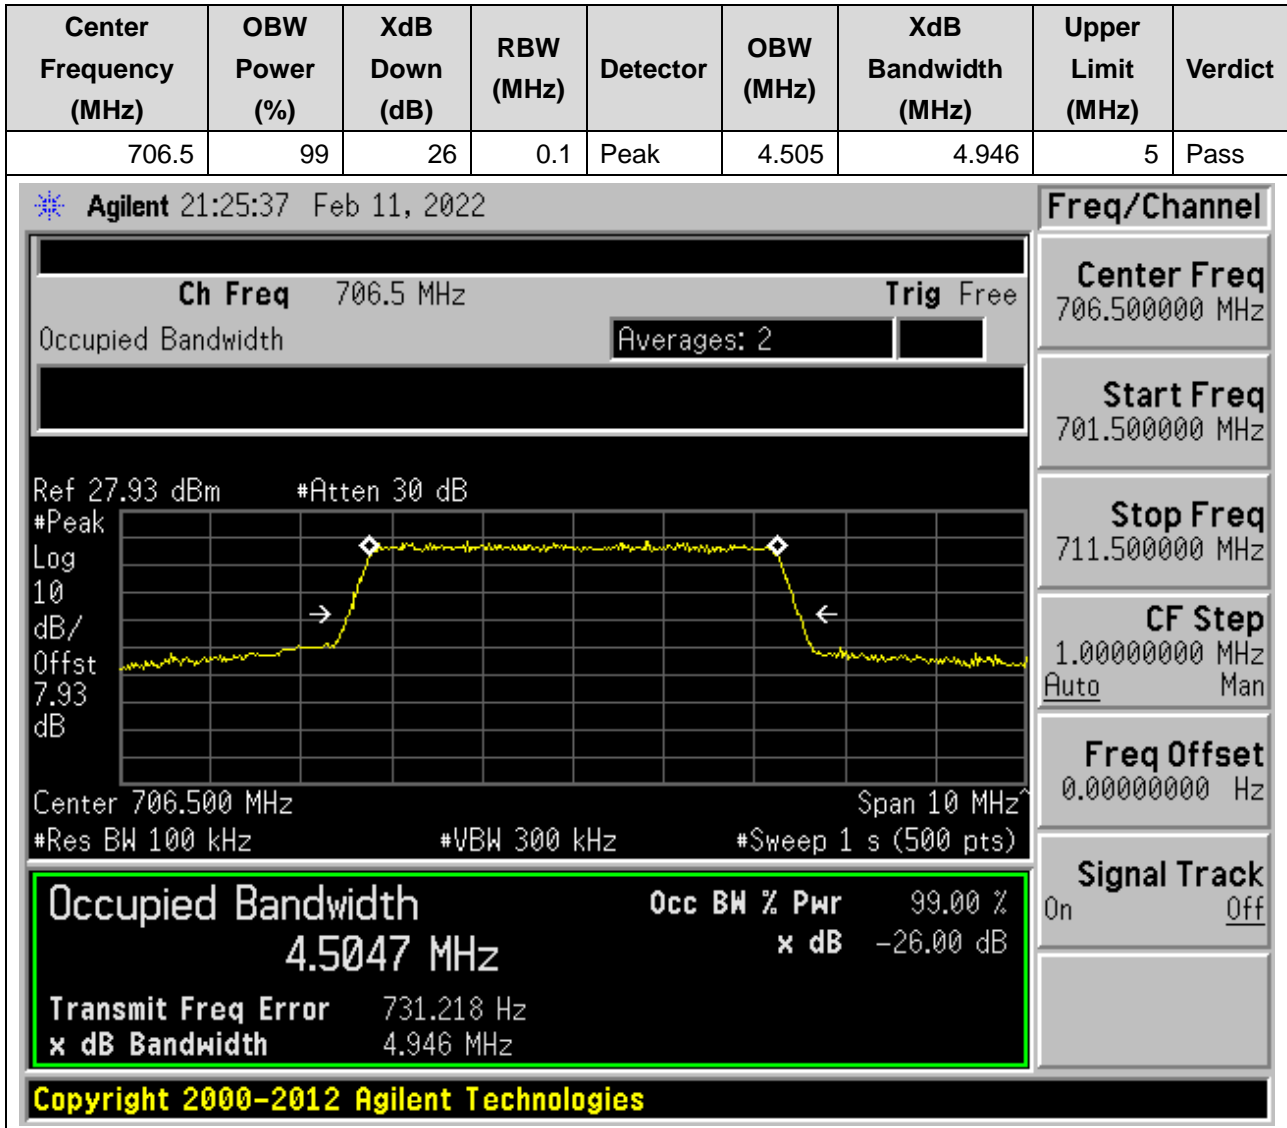 Center Frequency (MHz) OBW Power (%) XdB Down (dB) RBW (MHz) Detector OBW (MHz) XdB Bandwidth (MHz) Upper Limit (MHz) Verdict
706.5 99 26 0.1 Peak 4.505 4.946 5 Pass
Agilent 21:25:37 Feb 11, 2022
Freq/Channel
Ch Freq 706.5 MHz Trig Free
Occupied Bandwidth Averages: 2
Ref 27.93 dBm #Atten 30 dB
#Peak
Log
10
dB/
Offst
7.93
dB
Center 706.500 MHz Span 10 MHz^
#Res BW 100 kHz #VBW 300 kHz #Sweep 1 s (500 pts)
Occupied Bandwidth Occ BW % Pwr 99.00 %
4.5047 MHz x dB -26.00 dB
Transmit Freq Error 731.218 Hz
x dB Bandwidth 4.946 MHz
Center Freq
706.500000 MHz
Start Freq
701.500000 MHz
Stop Freq
711.500000 MHz
CF Step
1.00000000 MHz
Auto Man
Freq Offset
0.00000000 Hz
Signal Track
On Off
Copyright 2000-2012 Agilent Technologies